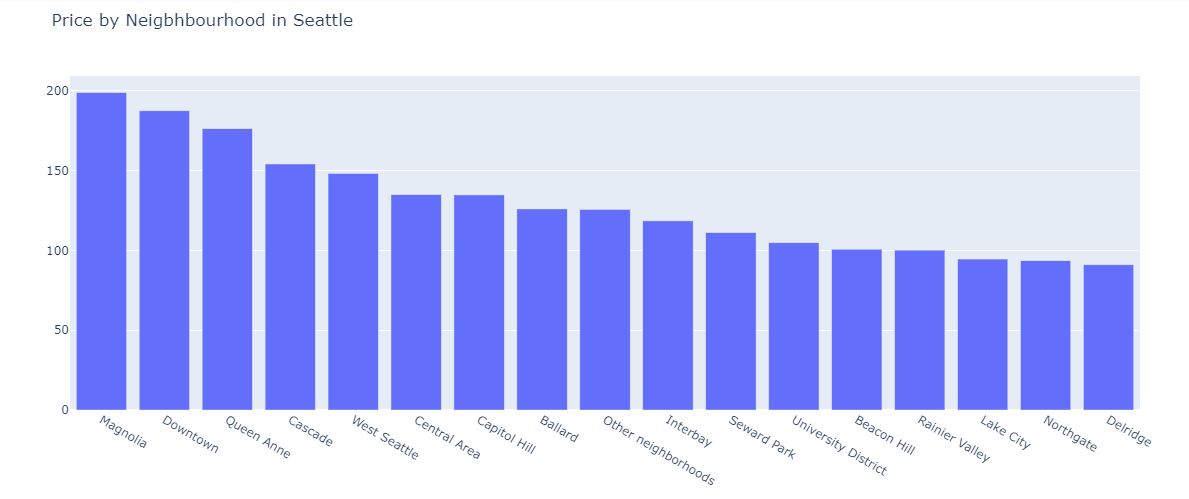 Price by Neigbhbourhood in Seattle
200
150
100
50
0
Magnolia
Downtown
Queen Anne
Cascade
West Seattle
Central Area
Capitol Hill
Ballard
Other neighborhoods
Interbay
Seward Park
University District
Beacon Hill
Rainier Valley
Lake City
Northgate
Delridge